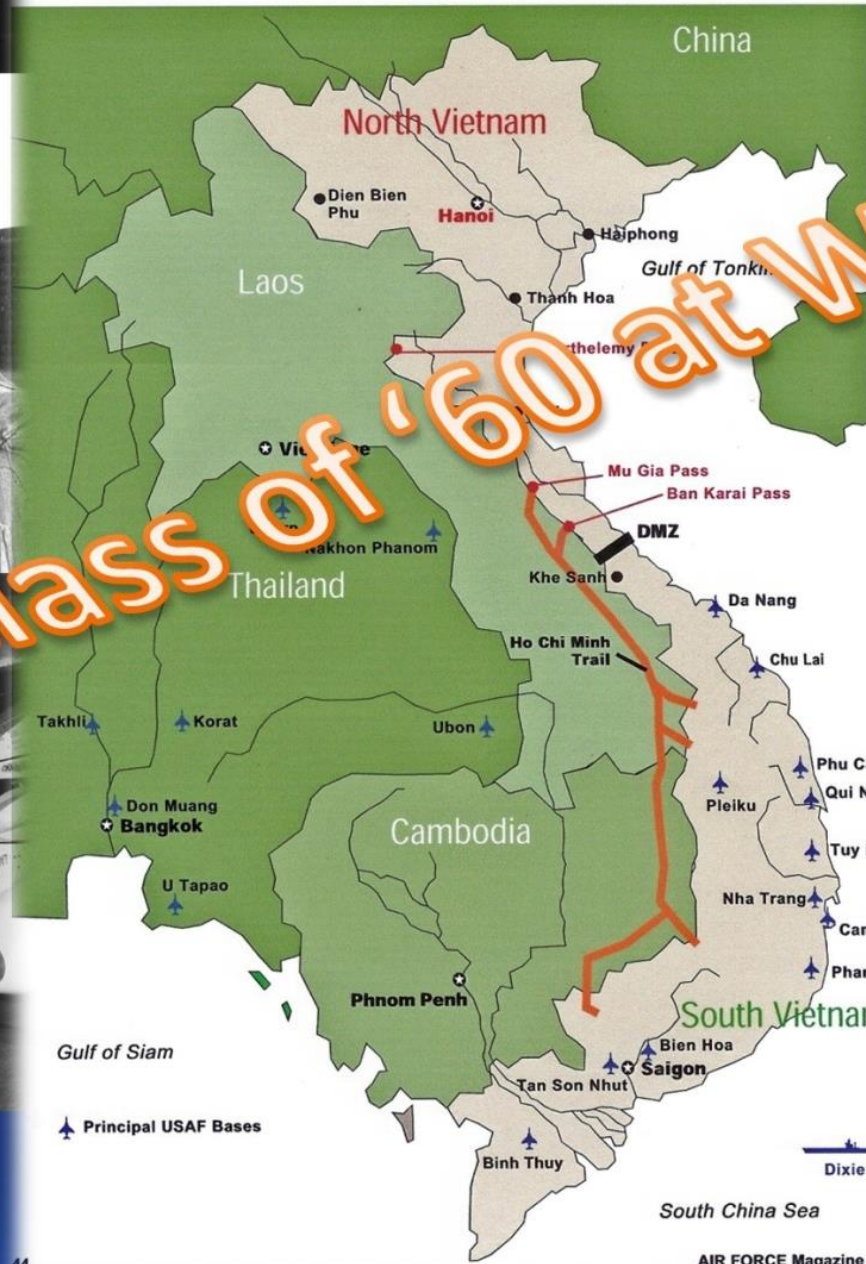 China
North Vietnam
Dien Bien
Phu
Hanoi
Haiphong
Gulf of
Laos
Thanh Hoa
lass of ‘60 at
Mu Gia Pass
Ban Karai Pass
DMZ
Nakhon Phanom
Khe Sanh
Thailand
Da Nang
Ho Chi Minh
Trail
Chu Lai
Takhli
Korat
Ubon
Phu C
Qui N
Pleiku
Don Muang
Bangkok
Cambodia
Tuy
U Tapao
Nha Trang
Car
Phar
Phnom Penh
South Vietnar
Gulf of Siam
Bien Hoa
Saigon
Tan Son Nhut
Principal USAF Bases
Binh Thuy
Dixie
South China Sea
AIR FORCE Magazine